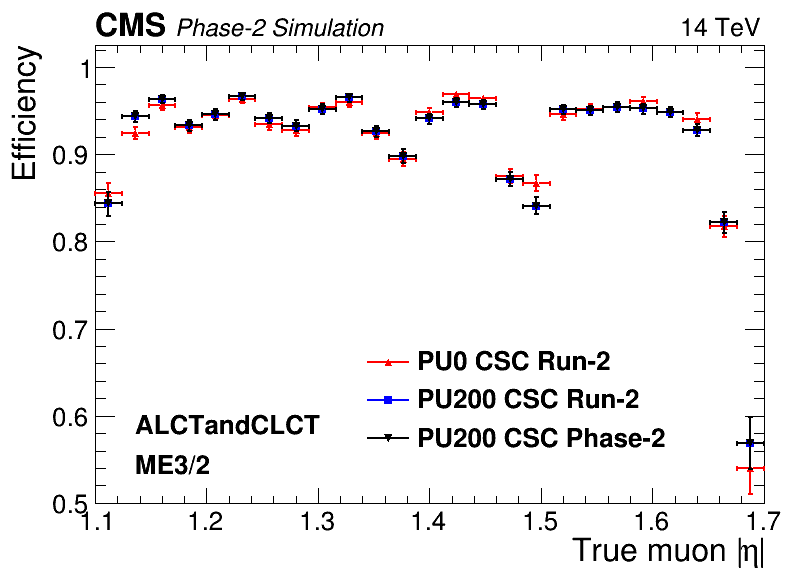 CMS Phase-2 Simulation 14 TeV
Efficiency
1
0.9
0.8
0.7
0.6
0.5
PU0 CSC Run-2
PU200 CSC Run-2
PU200 CSC Phase-2
ALCTandCLCT
ME3/2
1.1 1.2 1.3 1.4 1.5 1.6 1.7
True muon |η|